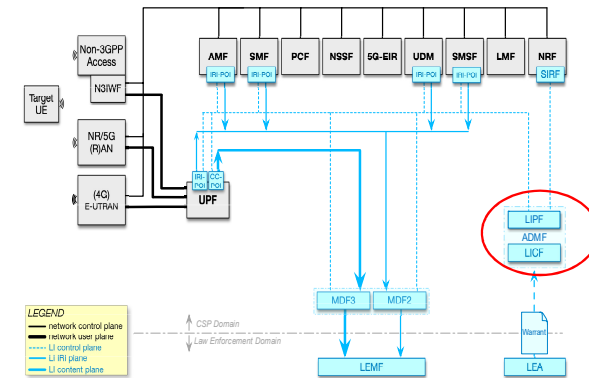 Non-3GPP
Access
N3IWF
Target
UE
NR/5G
(R)AN
(4G)
E-UTRAN
AMF
IRI-POI
SMF
IRI-POI
PCF
NSSF
5G-EIR
UDM
IRI-POI
SMSF
IRI-POI
LMF
NRF
SIRF
IRI-
POI
CC-
POI
UPF
LIPF
ADMF
LICF
MDF3
MDF2
LEGEND
network control plane
network user plane
LI control plane
LI IRI plane
LI content plane
CSP Domain
Law Enforcement Domain
Warrant
LEMF
LEA